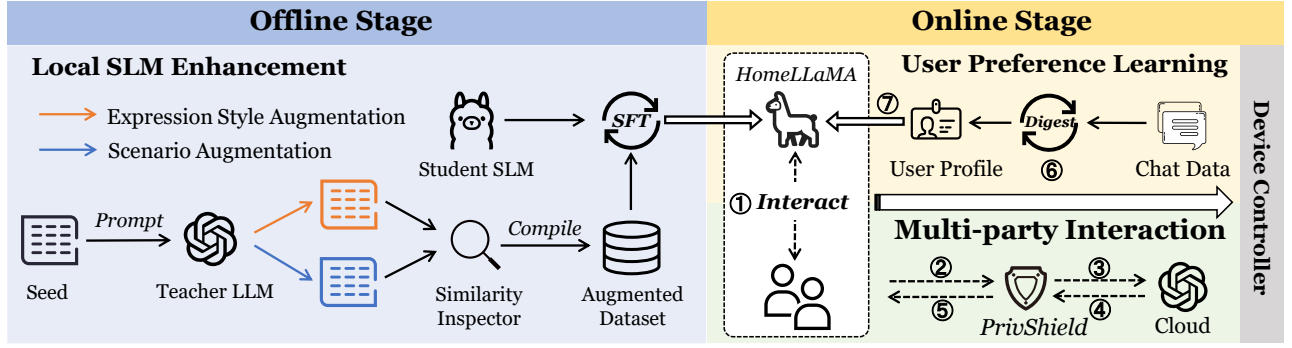 Offline Stage
Online Stage
Local SLM Enhancement
Expression Style Augmentation
Scenario Augmentation
Seed
Prompt
Teacher LLM
Student SLM
SFT
Similarity
Inspector
Compile
Augmented
Dataset
HomeLLaMA
① Interact
User Preference Learning
⑦
User Profile
Digest
⑥
Chat Data
Multi-party Interaction
②
③
⑤
④
PrivShield
Cloud
Device Controller